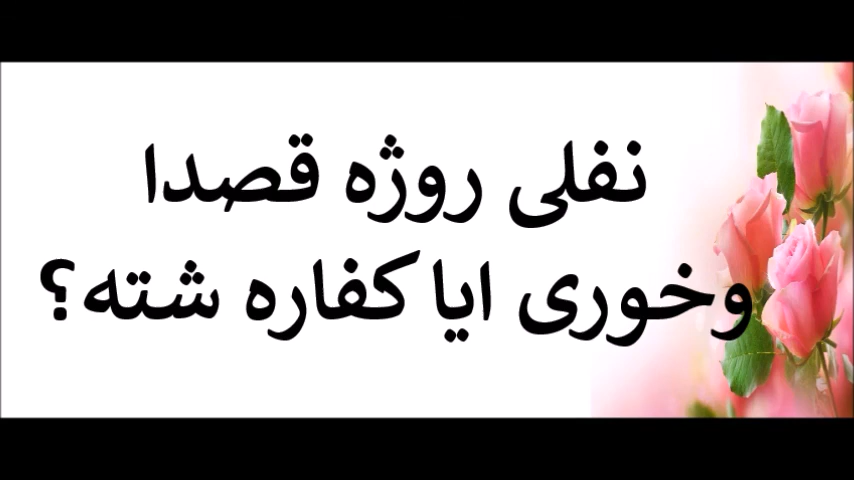 نفلی روژه قصدا
وخوری ایا کفاره شته؟